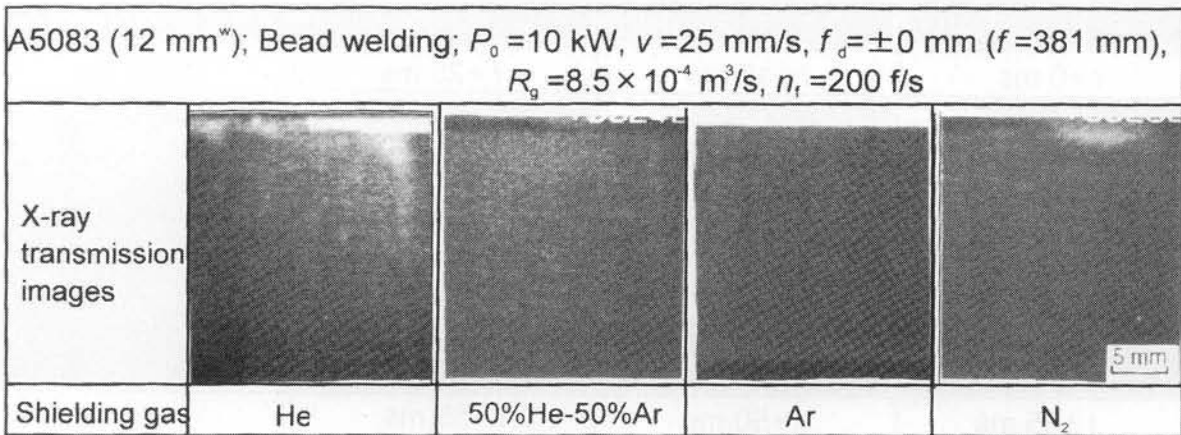 A5083 (12 mmʷ); Bead welding; P₀ =10 kW, v =25 mm/s, f_d=±0 mm (f =381 mm),
R_g =8.5 × 10⁻⁴ m³/s, n_f =200 f/s
X-ray
transmission
images
5 mm
Shielding gas He 50%He-50%Ar Ar N₂